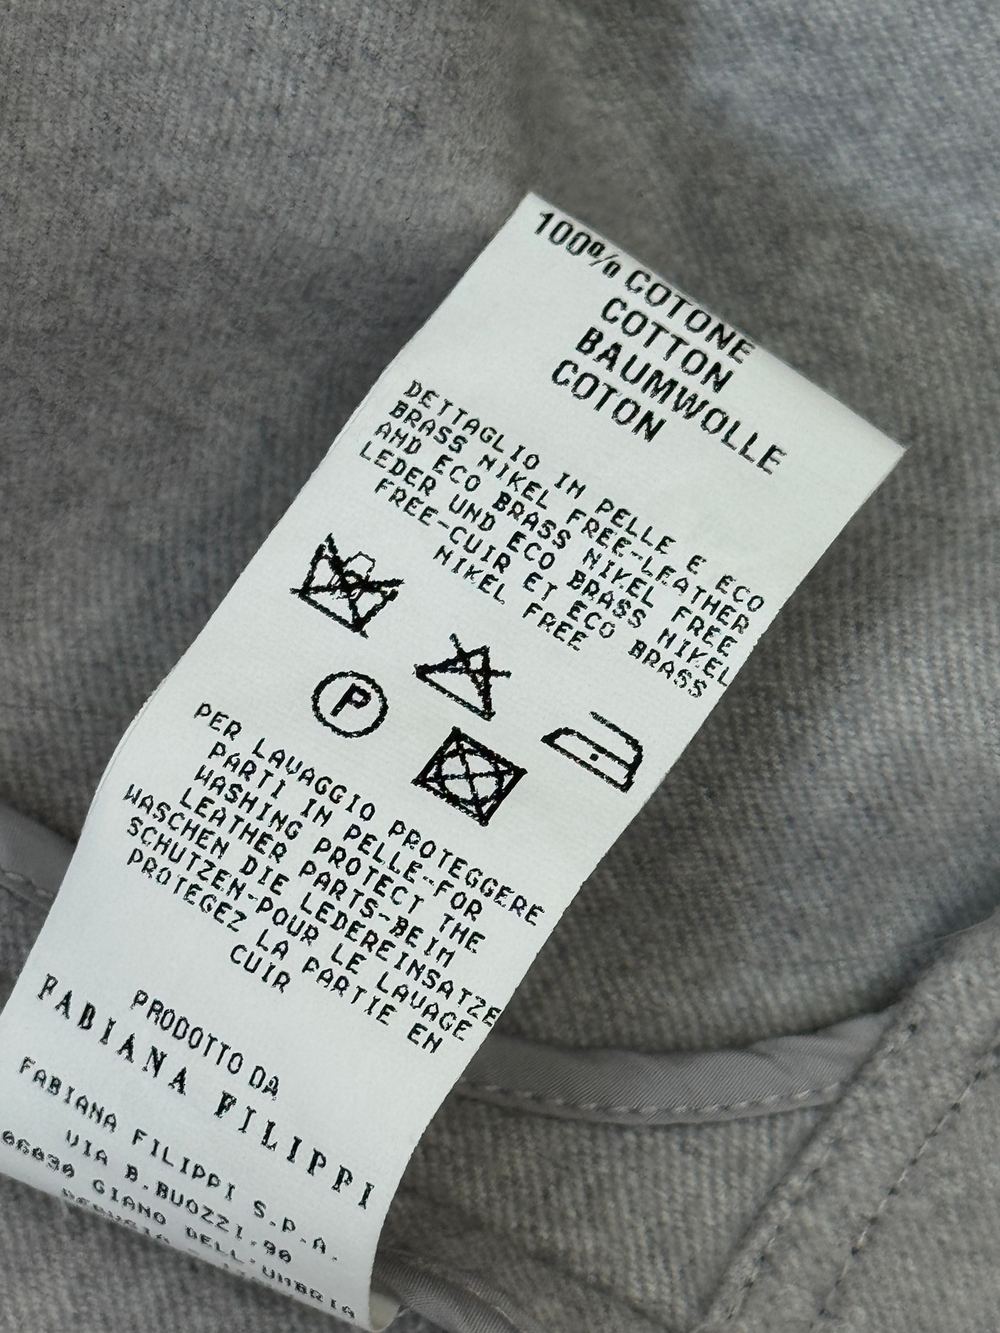 100% COTONE
COTTON
BAUMWOLLE
COTON
DETTAGLIO IN PELLE E ECO
BRASS NIKEL FREE-LEATHER
AND ECO BRASS NIKEL FREE
LEDER UND ECO BRASS NIKEL
FREE-CUIR ET ECO BRASS
NIKEL FREE
P
PER LAVAGGIO PROTEGGERE
PARTI IN PELLE-FOR
WASHING PROTECT THE
LEATHER PARTS-BEIM
WASCHEN DIE LEDEREINSATZE
SCHUTZEN-POUR LE LAVAGE
PROTEGEZ LA PARTIE EN
CUIR
PRODOTTO DA
FABIANA FILIPPI
FABIANA FILIPPI S.P.A.
VIA B.BUOZZI,90
06030 GIANO DELL'UMBRIA
PERUGIA -